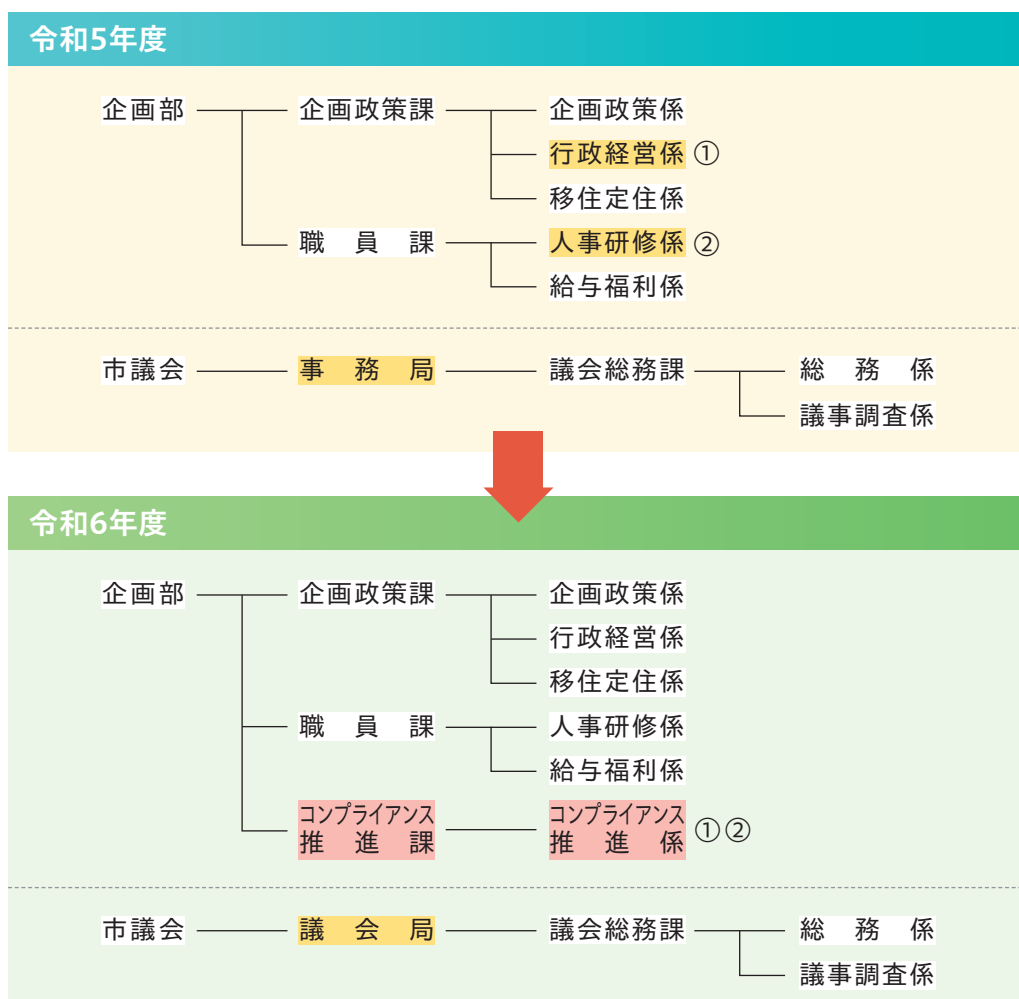 令和5年度
企画部 企画政策課 企画政策係
行政経営係 ①
移住定住係
職員課 人事研修係 ②
給与福利係
市議会 事務局 議会総務課 総務係
議事調査係
令和6年度
企画部 企画政策課 企画政策係
行政経営係
移住定住係
職員課 人事研修係
給与福利係
コンプライアンス コンプライアンス
推進課 推進係 ①②
市議会 議会局 議会総務課 総務係
議事調査係